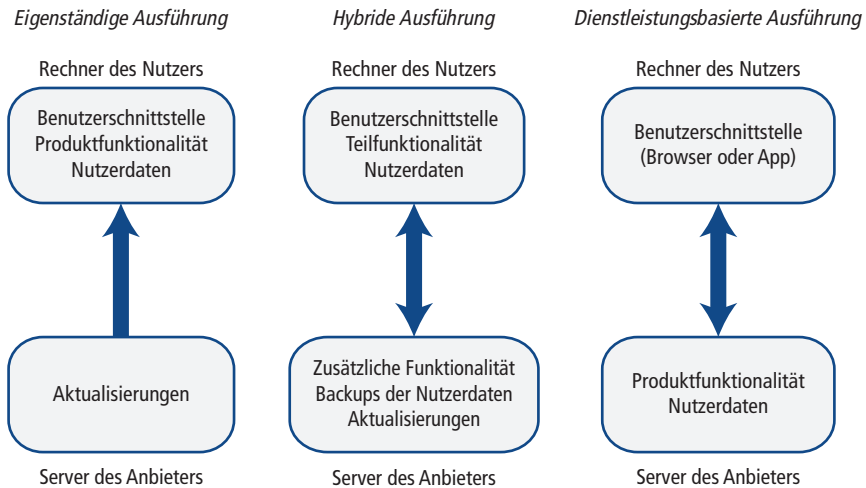 Eigenständige Ausführung
Rechner des Nutzers
Benutzerschnittstelle
Produktfunktionalität
Nutzerdaten
Aktualisierungen
Server des Anbieters
Hybride Ausführung
Rechner des Nutzers
Benutzerschnittstelle
Teilfunktionalität
Nutzerdaten
Zusätzliche Funktionalität
Backups der Nutzerdaten
Aktualisierungen
Server des Anbieters
Dienstleistungsbasierte Ausführung
Rechner des Nutzers
Benutzerschnittstelle
(Browser oder App)
Produktfunktionalität
Nutzerdaten
Server des Anbieters